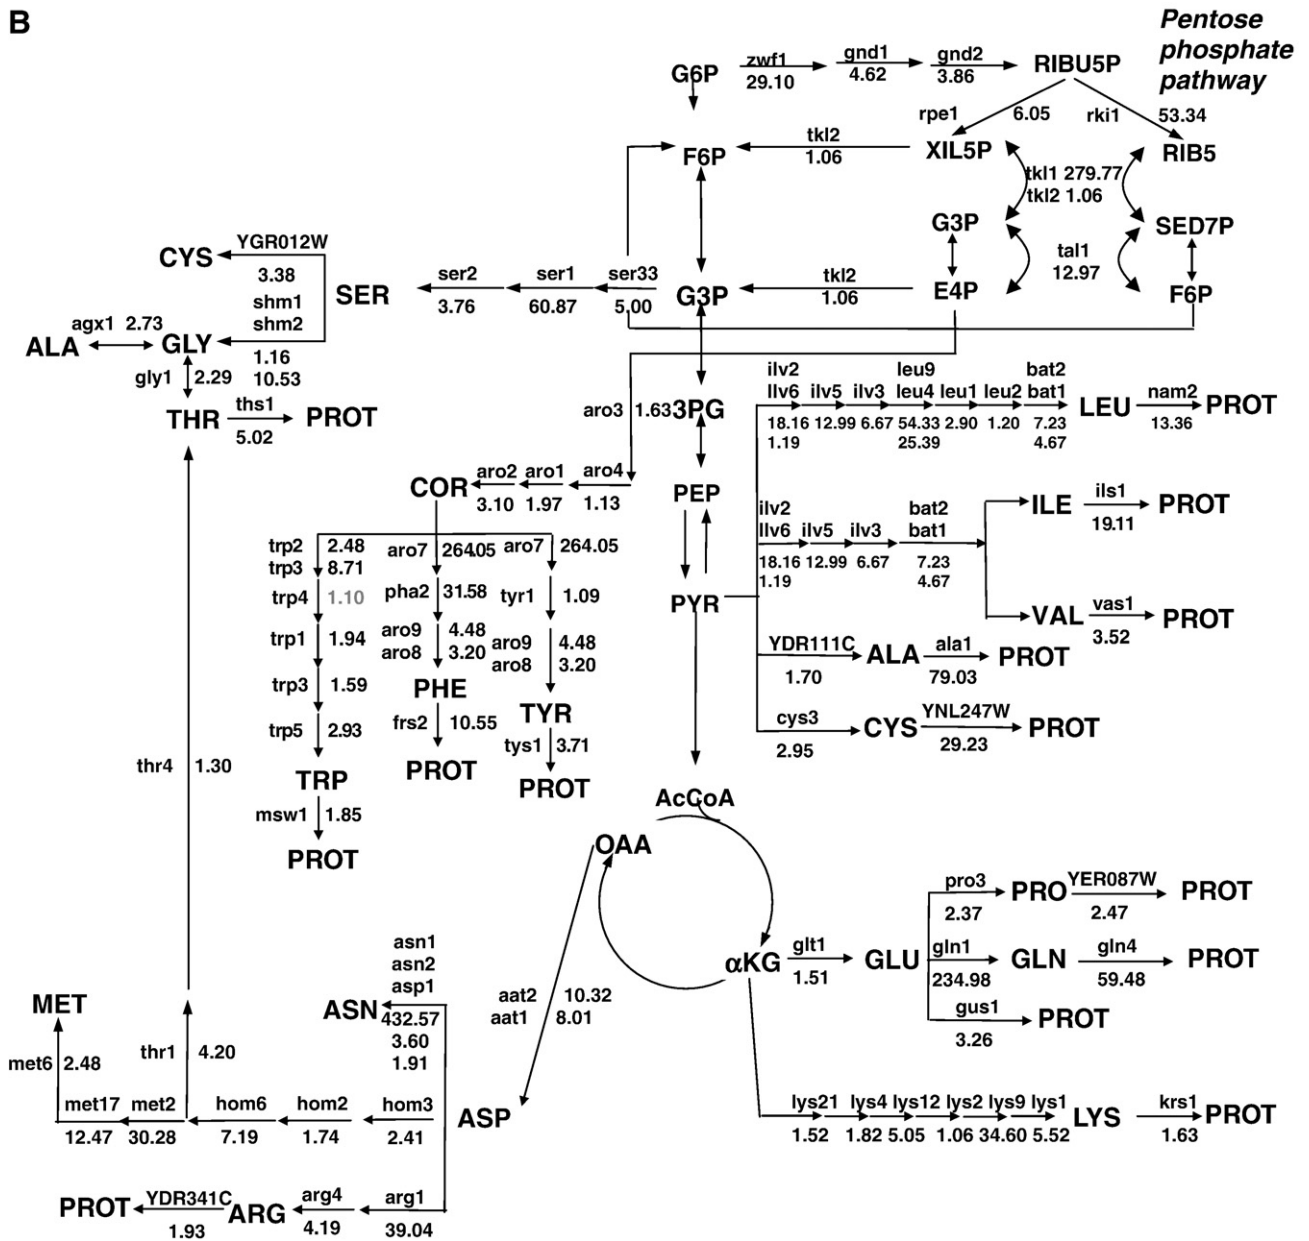 B
Pentose
phosphate
pathway
G6P
zwf1
29.10
gnd1
4.62
gnd2
3.86
RIBU5P
rpe1
6.05
rki1
53.34
F6P
tkl2
1.06
XIL5P
RIB5
tkl1 279.77
tkl2 1.06
G3P
SED7P
tal1
12.97
CYS
YGR012W
3.38
shm1
shm2
SER
ser2
3.76
ser1
60.87
ser33
5.00
G3P
tkl2
1.06
E4P
F6P
ALA
agx1 2.73
GLY
1.16
10.53
gly1
2.29
THR
ths1
5.02
PROT
aro3
1.63
3PG
ilv2
Ilv6
18.16
1.19
ilv5
12.99
ilv3
6.67
leu9
leu4
54.33
25.39
leu1
2.90
leu2
1.20
bat2
bat1
7.23
4.67
LEU
nam2
13.36
PROT
COR
aro2
3.10
aro1
1.97
aro4
1.13
PEP
ilv2
Ilv6
18.16
1.19
ilv5
12.99
ilv3
6.67
bat2
bat1
7.23
4.67
ILE
ils1
19.11
PROT
VAL
vas1
3.52
PROT
trp2
2.48
trp3
8.71
trp4
1.10
trp1
1.94
trp3
1.59
trp5
2.93
TRP
msw1
1.85
PROT
aro7
264.05
pha2
31.58
aro9
4.48
aro8
3.20
PHE
frs2
10.55
PROT
aro7
264.05
tyr1
1.09
aro9
4.48
aro8
3.20
TYR
tys1
3.71
PROT
PYR
YDR111C
1.70
ALA
ala1
79.03
PROT
cys3
2.95
CYS
YNL247W
29.23
PROT
thr4
1.30
AcCoA
OAA
αKG
glt1
1.51
GLU
pro3
2.37
PRO
YER087W
2.47
PROT
gln1
234.98
GLN
gln4
59.48
PROT
gus1
3.26
PROT
asn1
asn2
asp1
ASN
432.57
3.60
1.91
aat2
10.32
aat1
8.01
MET
met6
2.48
thr1
4.20
met17
12.47
met2
30.28
hom6
7.19
hom2
1.74
hom3
2.41
ASP
lys21
1.52
lys4
1.82
lys12
5.05
lys2
1.06
lys9
34.60
lys1
5.52
LYS
krs1
1.63
PROT
PROT
YDR341C
1.93
ARG
arg4
4.19
arg1
39.04